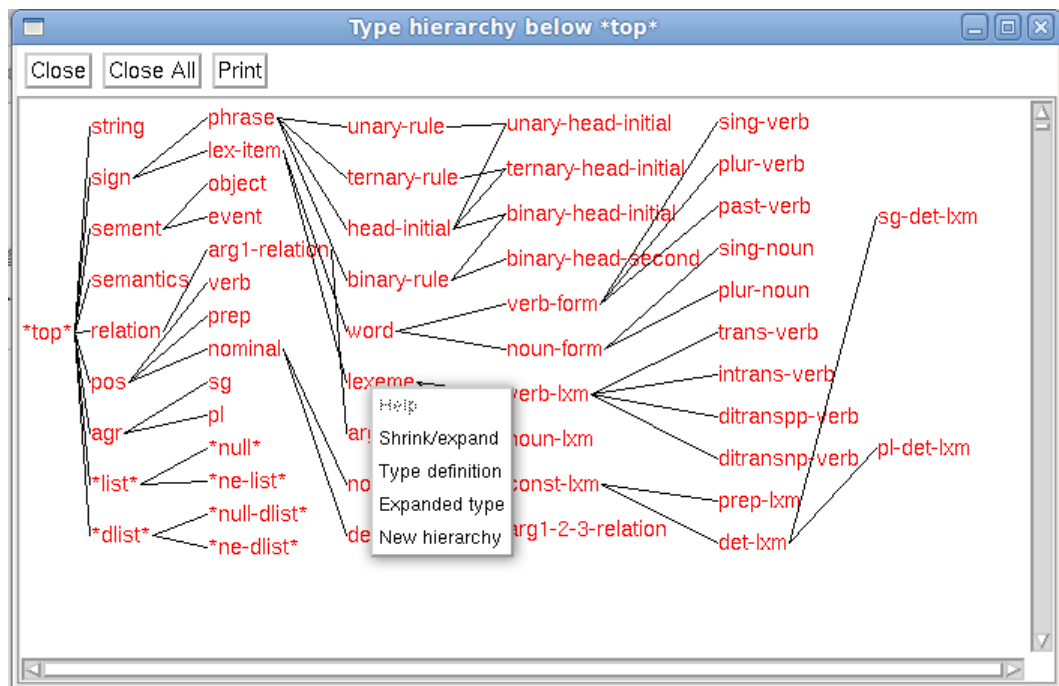 Type hierarchy below *top*
Close Close All Print
*top*
string
sign
sement
semantics
relation
pos
agr
*list*
*dlist*
phrase
lex-item
object
event
arg1-relation
verb
prep
nominal
sg
pl
*null*
*ne-list*
*null-dlist*
*ne-dlist*
unary-rule
ternary-rule
head-initial
binary-rule
word
lexeme
Help
Shrink/expand
Type definition
Expanded type
New hierarchy
unary-head-initial
ternary-head-initial
binary-head-initial
binary-head-second
verb-form
noun-form
verb-lxm
noun-lxm
const-lxm
arg1-2-3-relation
sing-verb
plur-verb
past-verb
sing-noun
plur-noun
trans-verb
intrans-verb
ditranspp-verb
ditransnp-verb
prep-lxm
det-lxm
sg-det-lxm
pl-det-lxm